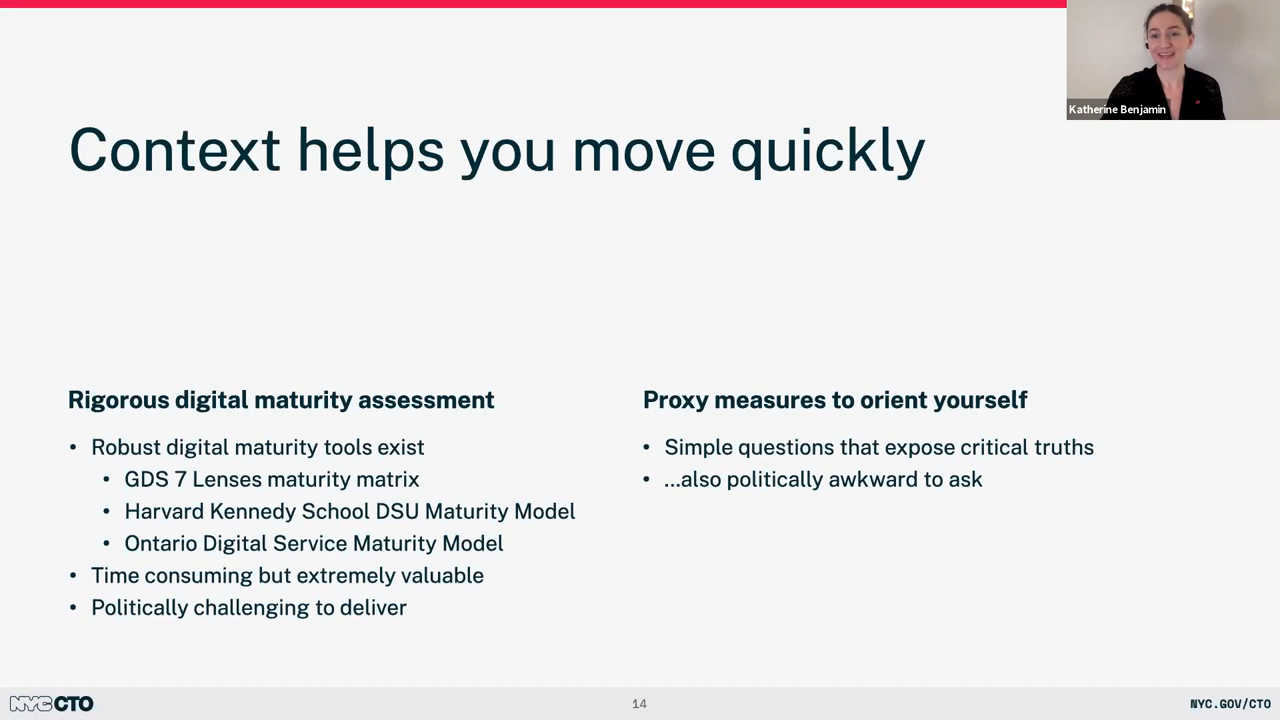 Katherine Benjamin
Context helps you move quickly
Rigorous digital maturity assessment
• Robust digital maturity tools exist
• GDS 7 Lenses maturity matrix
• Harvard Kennedy School DSU Maturity Model
• Ontario Digital Service Maturity Model
• Time consuming but extremely valuable
• Politically challenging to deliver
Proxy measures to orient yourself
• Simple questions that expose critical truths
• ...also politically awkward to ask
NYC CTO
14
NYC.GOV/CTO